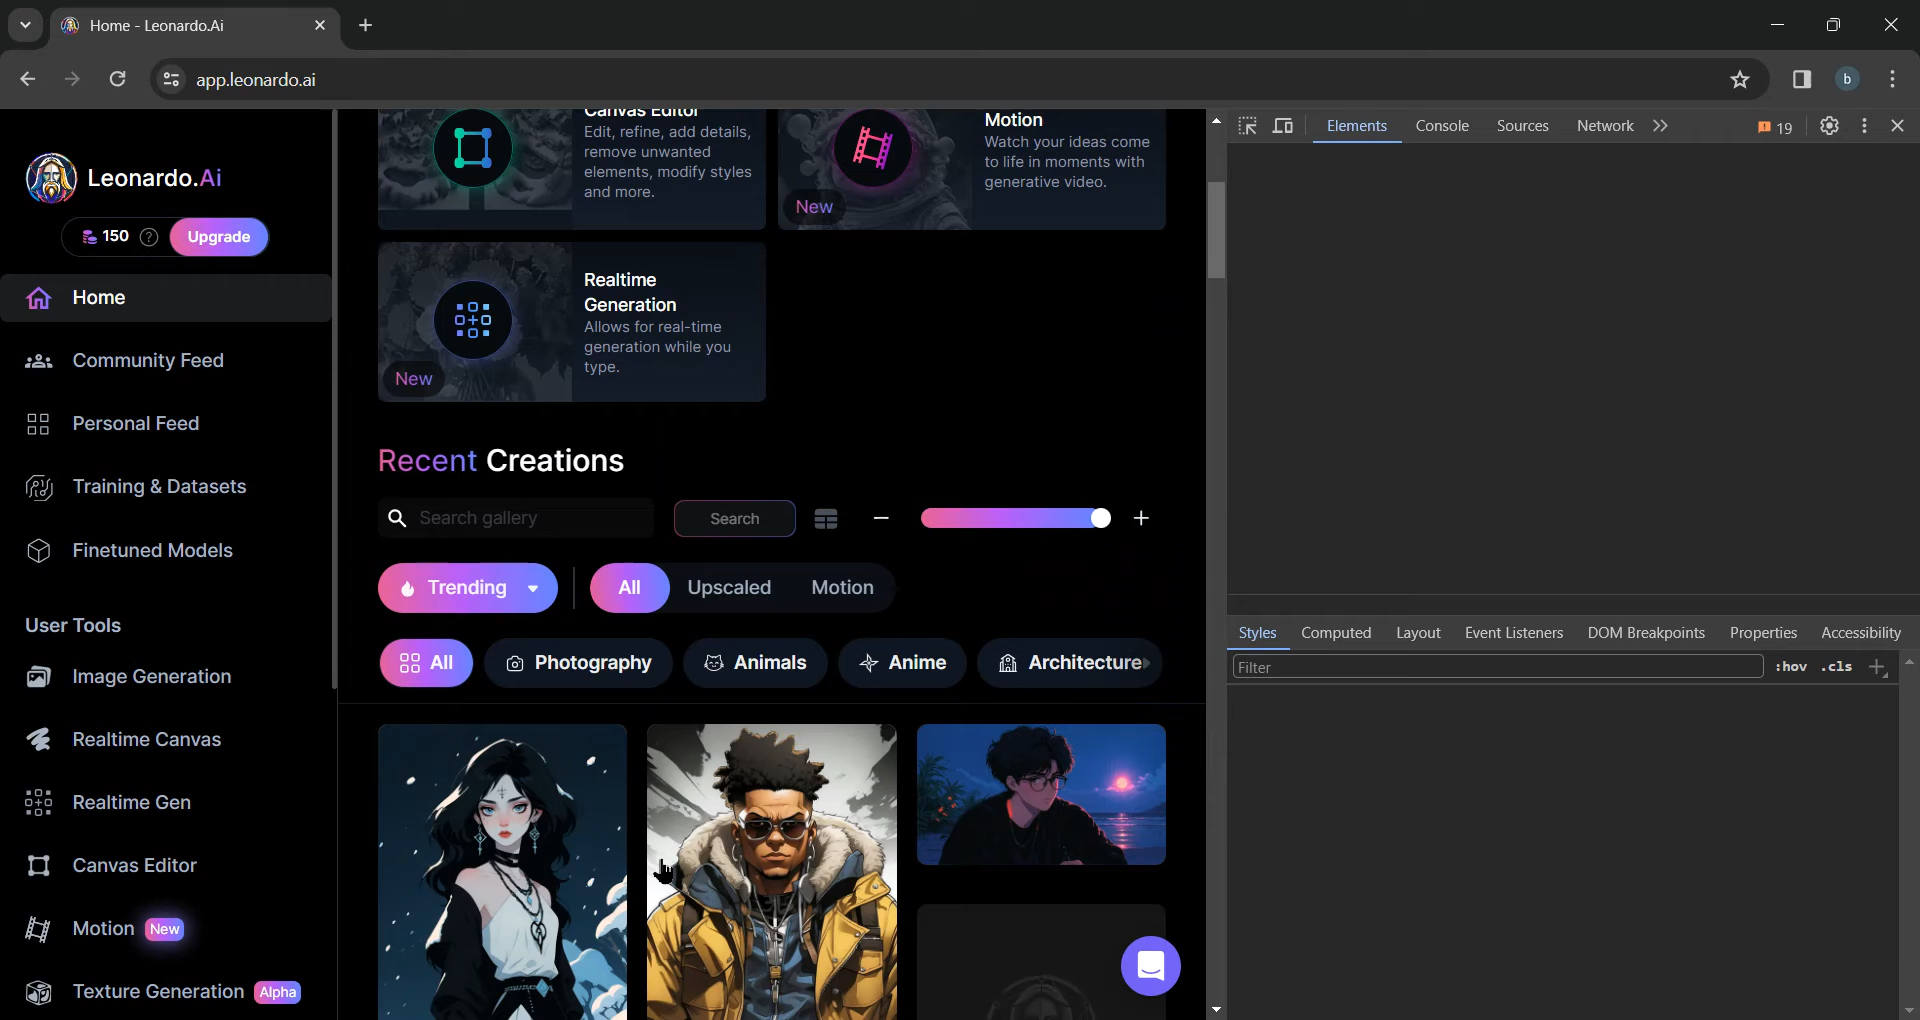 Home - Leonardo.Ai
app.leonardo.ai
b
Leonardo.Ai
150
?
Upgrade
Home
Community Feed
Personal Feed
Training & Datasets
Finetuned Models
User Tools
Image Generation
Realtime Canvas
Realtime Gen
Canvas Editor
Motion New
Texture Generation Alpha
Canvas Editor
Edit, refine, add details,
remove unwanted
elements, modify styles
and more.
Motion
Watch your ideas come
to life in moments with
generative video.
New
Realtime
Generation
Allows for real-time
generation while you
type.
New
Recent Creations
Search gallery
Search
Trending
All
Upscaled
Motion
All
Photography
Animals
Anime
Architecture
Elements
Console
Sources
Network
19
Styles
Computed
Layout
Event Listeners
DOM Breakpoints
Properties
Accessibility
Filter
:hov
.cls